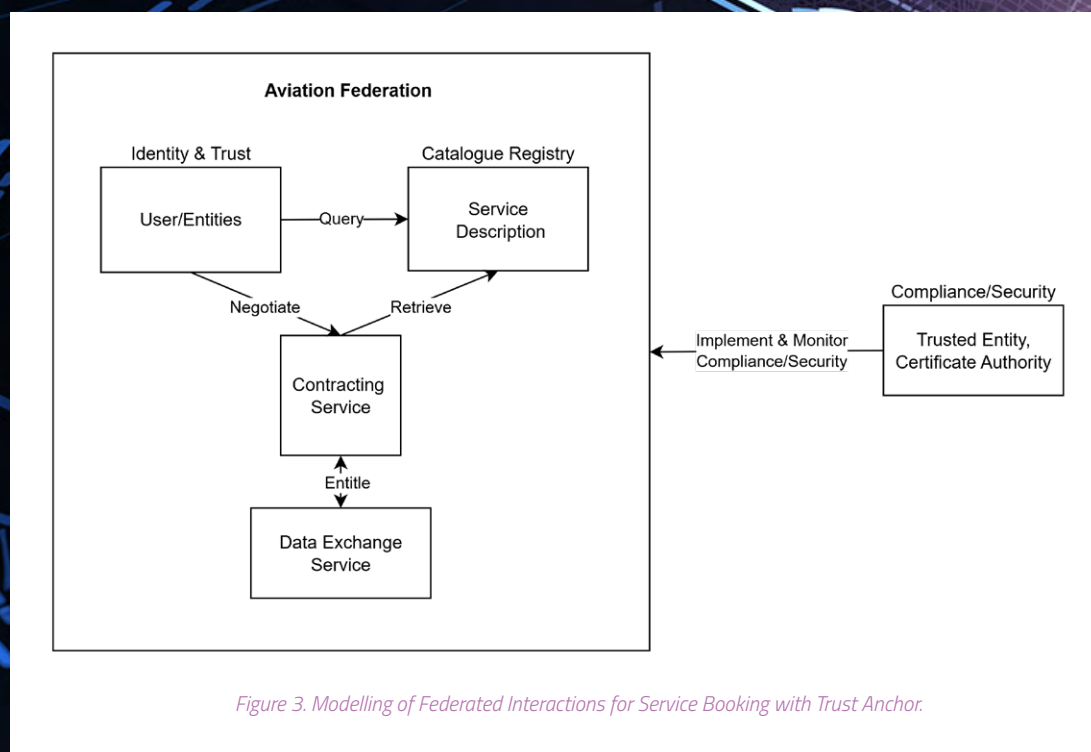 Aviation Federation
Identity & Trust
Catalogue Registry
User/Entities
Query
Service
Description
Negotiate
Retrieve
Contracting
Service
Entitle
Data Exchange
Service
Compliance/Security
Implement & Monitor
Compliance/Security
Trusted Entity,
Certificate Authority
Figure 3. Modelling of Federated Interactions for Service Booking with Trust Anchor.